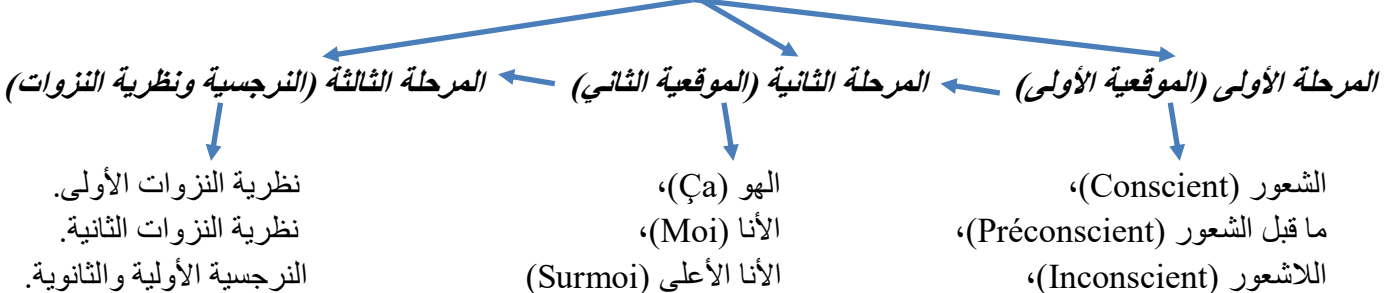 المرحلة الأولى (الموقعية الأولى) المرحلة الثانية (الموقعية الثاني) المرحلة الثالثة (النرجسية ونظرية النزوات)
الشعور (Conscient)،
ما قبل الشعور (Préconscient)،
اللاشعور (Inconscient)،
الهو (Ça)،
الأنا (Moi)،
الأنا الأعلى (Surmoi)
نظرية النزوات الأولى.
نظرية النزوات الثانية.
النرجسية الأولية والثانوية.